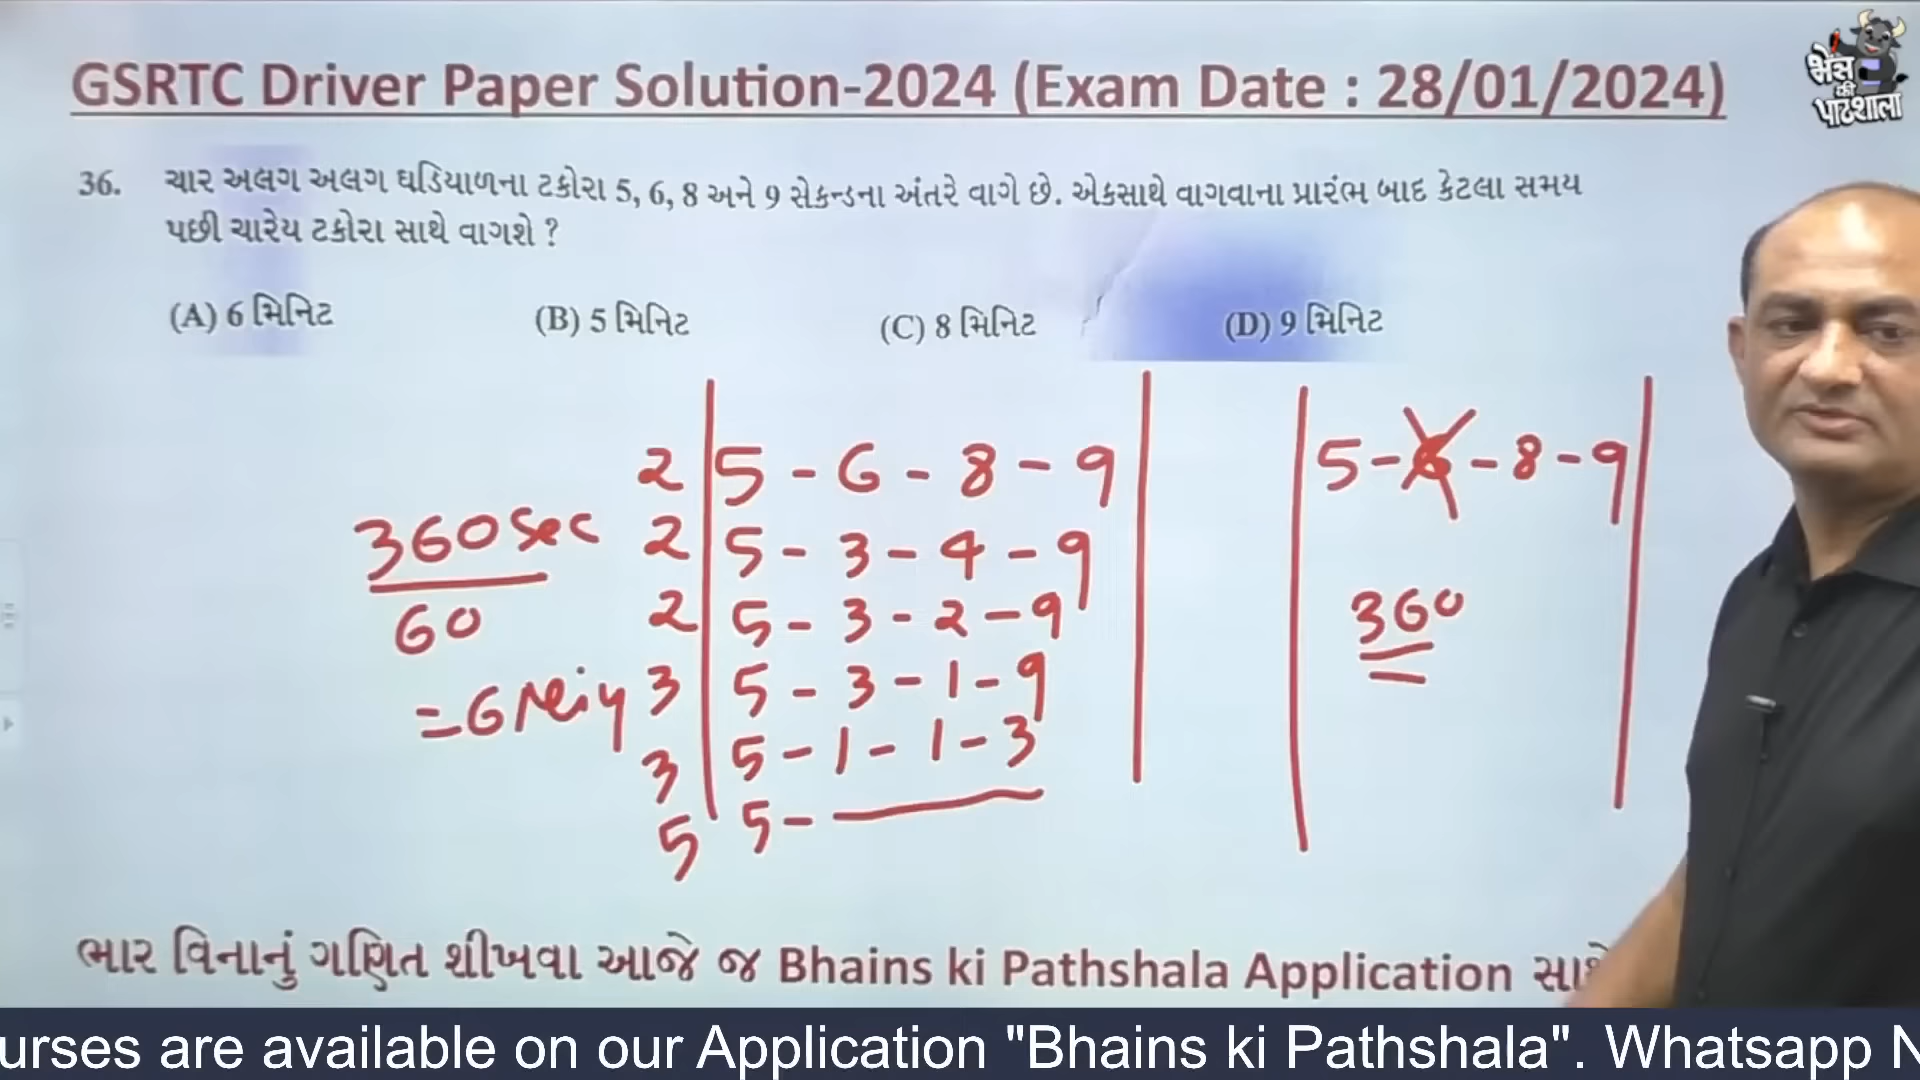 GSRTC Driver Paper Solution-2024 (Exam Date : 28/01/2024)
भैंस
की
पाठशाला
36. ચાર અલગ અલગ ઘડિયાળના ટકોરા 5, 6, 8 અને 9 સેકન્ડના અંતરે વાગે છે. એકસાથે વાગવાના પ્રારંભ બાદ કેટલા સમય
પછી ચારેય ટકોરા સાથે વાગશે ?
(A) 6 મિનિટ (B) 5 મિનિટ (C) 8 મિનિટ (D) 9 મિનિટ
2 5 - 6 - 8 - 9
2 5 - 3 - 4 - 9
2 5 - 3 - 2 - 9
3 5 - 3 - 1 - 9
3 5 - 1 - 1 - 3
5 5 -
360 sec
60
= 6
5 - 6 - 8 - 9
360
ભાર વિનાનું ગણિત શીખવા આજે જ Bhains ki Pathshala Application
urses are available on our Application "Bhains ki Pathshala". Whatsapp N